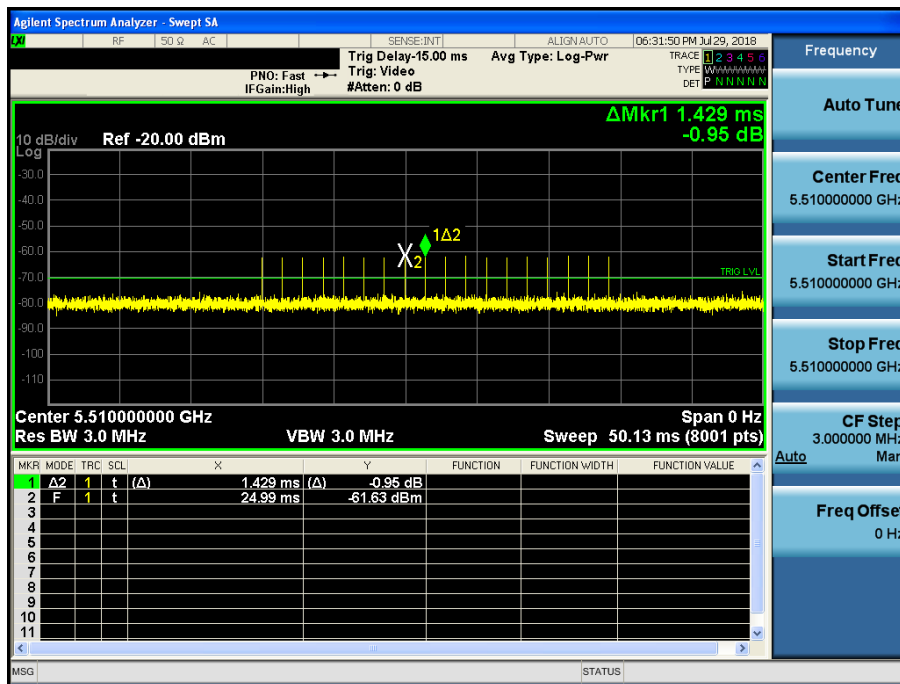 Agilent Spectrum Analyzer - Swept SA
LXI RF 50 Ω AC SENSE:INT ALIGN AUTO 06:31:50 PM Jul 29, 2018
PNO: Fast
IFGain:High
Trig Delay-15.00 ms
Trig: Video
#Atten: 0 dB
Avg Type: Log-Pwr
TRACE 1 2 3 4 5 6
TYPE WWWWWW
DET P N N N N N
ΔMkr1 1.429 ms
-0.95 dB
10 dB/div Ref -20.00 dBm
Log
-30.0
-40.0
-50.0
-60.0
-70.0
-80.0
-90.0
-100
-110
1Δ2
X2
TRIG LVL
Center 5.510000000 GHz Span 0 Hz
Res BW 3.0 MHz VBW 3.0 MHz Sweep 50.13 ms (8001 pts)
MKR MODE TRC SCL X Y FUNCTION FUNCTION WIDTH FUNCTION VALUE
1 Δ2 1 t (Δ) 1.429 ms (Δ) -0.95 dB
2 F 1 t 24.99 ms -61.63 dBm
3
4
5
6
7
8
9
10
11
MSG STATUS
Frequency
Auto Tune
Center Freq
5.510000000 GHz
Start Freq
5.510000000 GHz
Stop Freq
5.510000000 GHz
CF Step
3.000000 MHz
Auto Man
Freq Offset
0 Hz